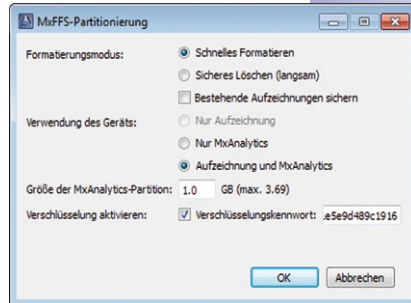 MxFFS-Partitionierung
Formatierungsmodus: Schnelles Formatieren
Sicheres Löschen (langsam)
Bestehende Aufzeichnungen sichern
Verwendung des Geräts: Nur Aufzeichnung
Nur MxAnalytics
Aufzeichnung und MxAnalytics
Größe der MxAnalytics-Partition: 1.0 GB (max. 3.69)
Verschlüsselung aktivieren: Verschlüsselungskennwort: .e5e9d489c1916
OK Abbrechen